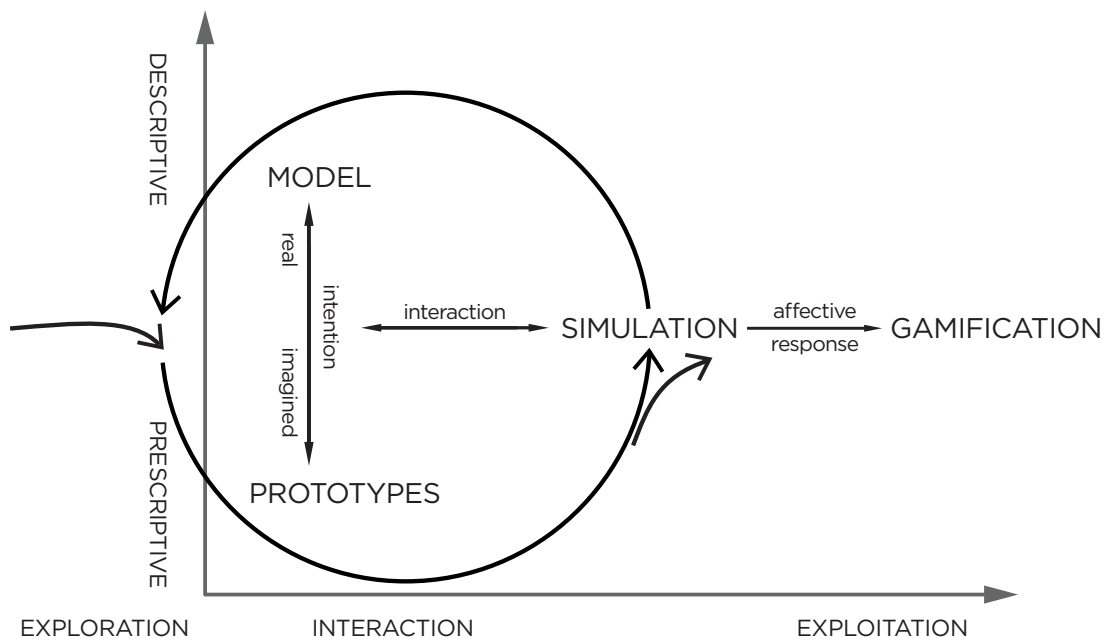 DESCRIPTIVE
MODEL
real
intention
imagined
interaction
SIMULATION
affective
response
GAMIFICATION
PRESCRIPTIVE
PROTOTYPES
EXPLORATION
INTERACTION
EXPLOITATION